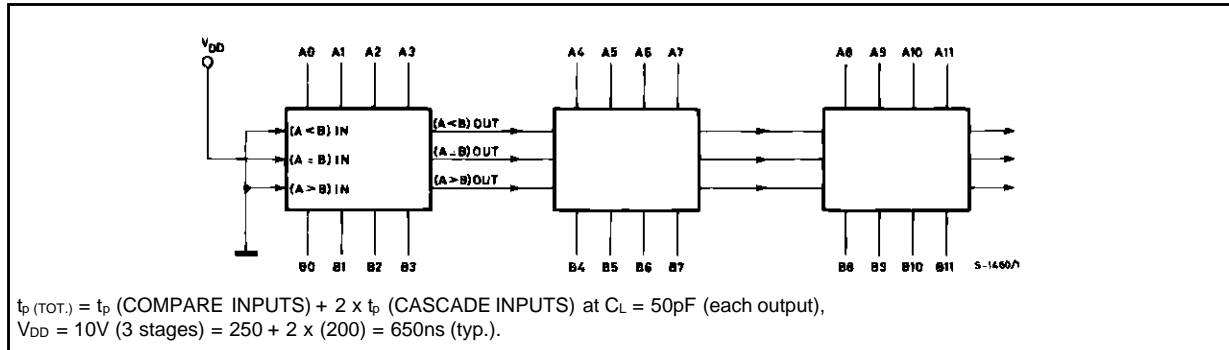 VDD
A0 A1 A2 A3
A4 A5 A6 A7
A8 A9 A10 A11
(A < B) IN
(A = B) IN
(A > B) IN
(A < B) OUT
(A = B) OUT
(A > B) OUT
B0 B1 B2 B3
B4 B5 B6 B7
B8 B9 B10 B11
S-1460/1
tp (TOT.) = tp (COMPARE INPUTS) + 2 x tp (CASCADE INPUTS) at CL = 50pF (each output),
VDD = 10V (3 stages) = 250 + 2 x (200) = 650ns (typ.).